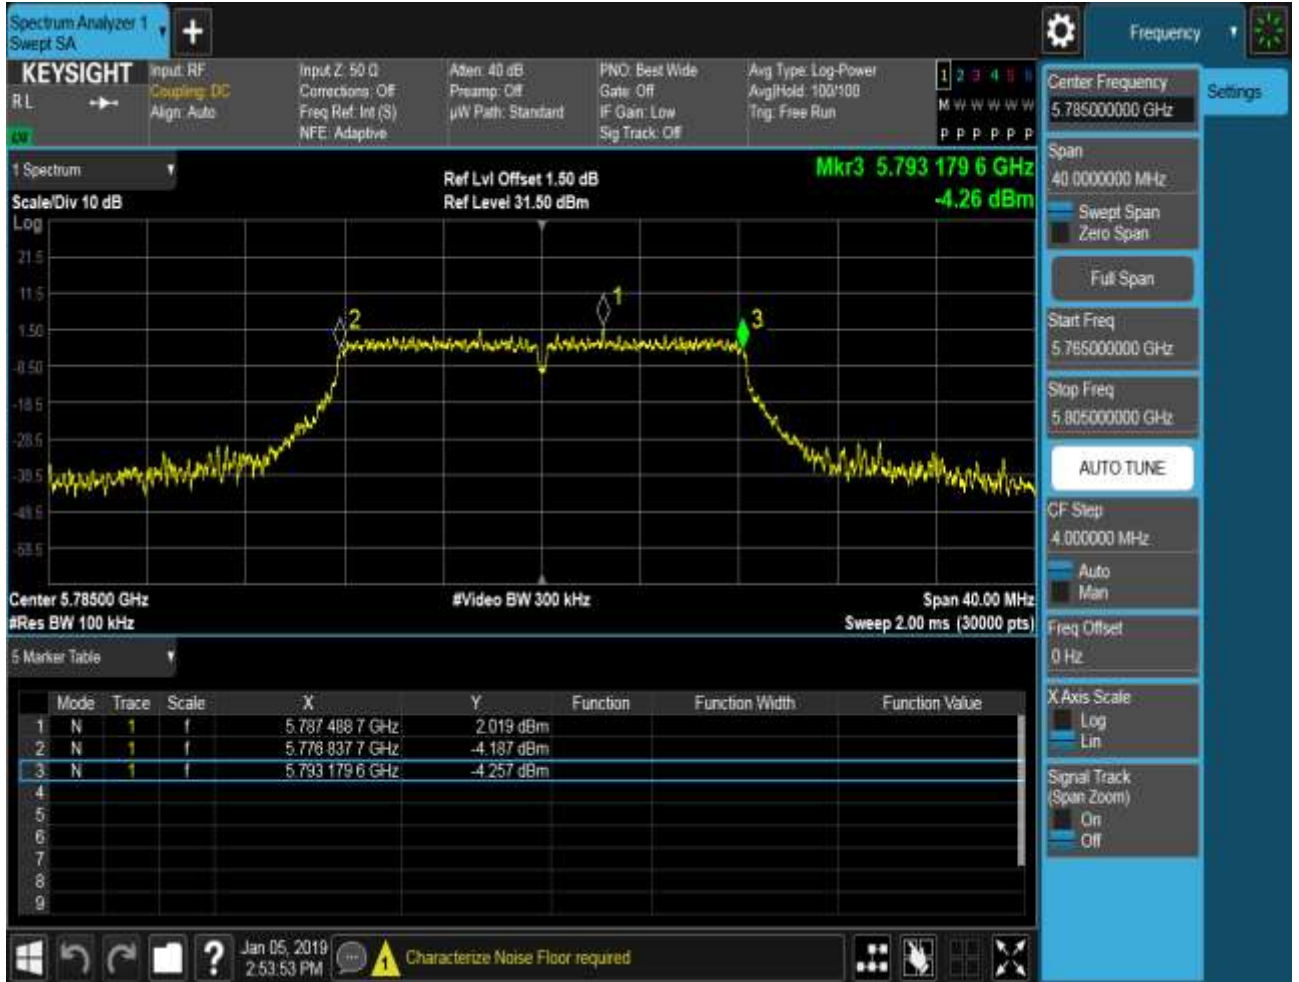 Spectrum Analyzer 1
Swept SA
+
Frequency
KEYSIGHT
R L
Input: RF
Coupling: DC
Align: Auto
Input Z: 50 Ω
Corrections: Off
Freq Ref: Int (S)
NFE: Adaptive
Atten: 40 dB
Preamp: Off
µW Path: Standard
PNO: Best Wide
Gate: Off
IF Gain: Low
Sig Track: Off
Avg Type: Log-Power
Avg|Hold: 100/100
Trig: Free Run
1 2 3 4 5 6
M W W W W W
P P P P P P
1 Spectrum
Scale/Div 10 dB
Ref Lvl Offset 1.50 dB
Ref Level 31.50 dBm
Mkr3 5.793 179 6 GHz
-4.26 dBm
Log
21.5
11.5
1.50
-8.50
-18.5
-28.5
-38.5
-48.5
-58.5
1
2
3
Center 5.78500 GHz
#Res BW 100 kHz
#Video BW 300 kHz
Span 40.00 MHz
Sweep 2.00 ms (30000 pts)
5 Marker Table
Mode Trace Scale X Y Function Function Width Function Value
1 N 1 f 5.787 488 7 GHz 2.019 dBm
2 N 1 f 5.776 837 7 GHz -4.187 dBm
3 N 1 f 5.793 179 6 GHz -4.257 dBm
4
5
6
7
8
9
?
Jan 05, 2019
2:53:53 PM
1
Characterize Noise Floor required
Settings
Center Frequency
5.785000000 GHz
Span
40.0000000 MHz
Swept Span
Zero Span
Full Span
Start Freq
5.765000000 GHz
Stop Freq
5.805000000 GHz
AUTO TUNE
CF Step
4.000000 MHz
Auto
Man
Freq Offset
0 Hz
X Axis Scale
Log
Lin
Signal Track
(Span Zoom)
On
Off